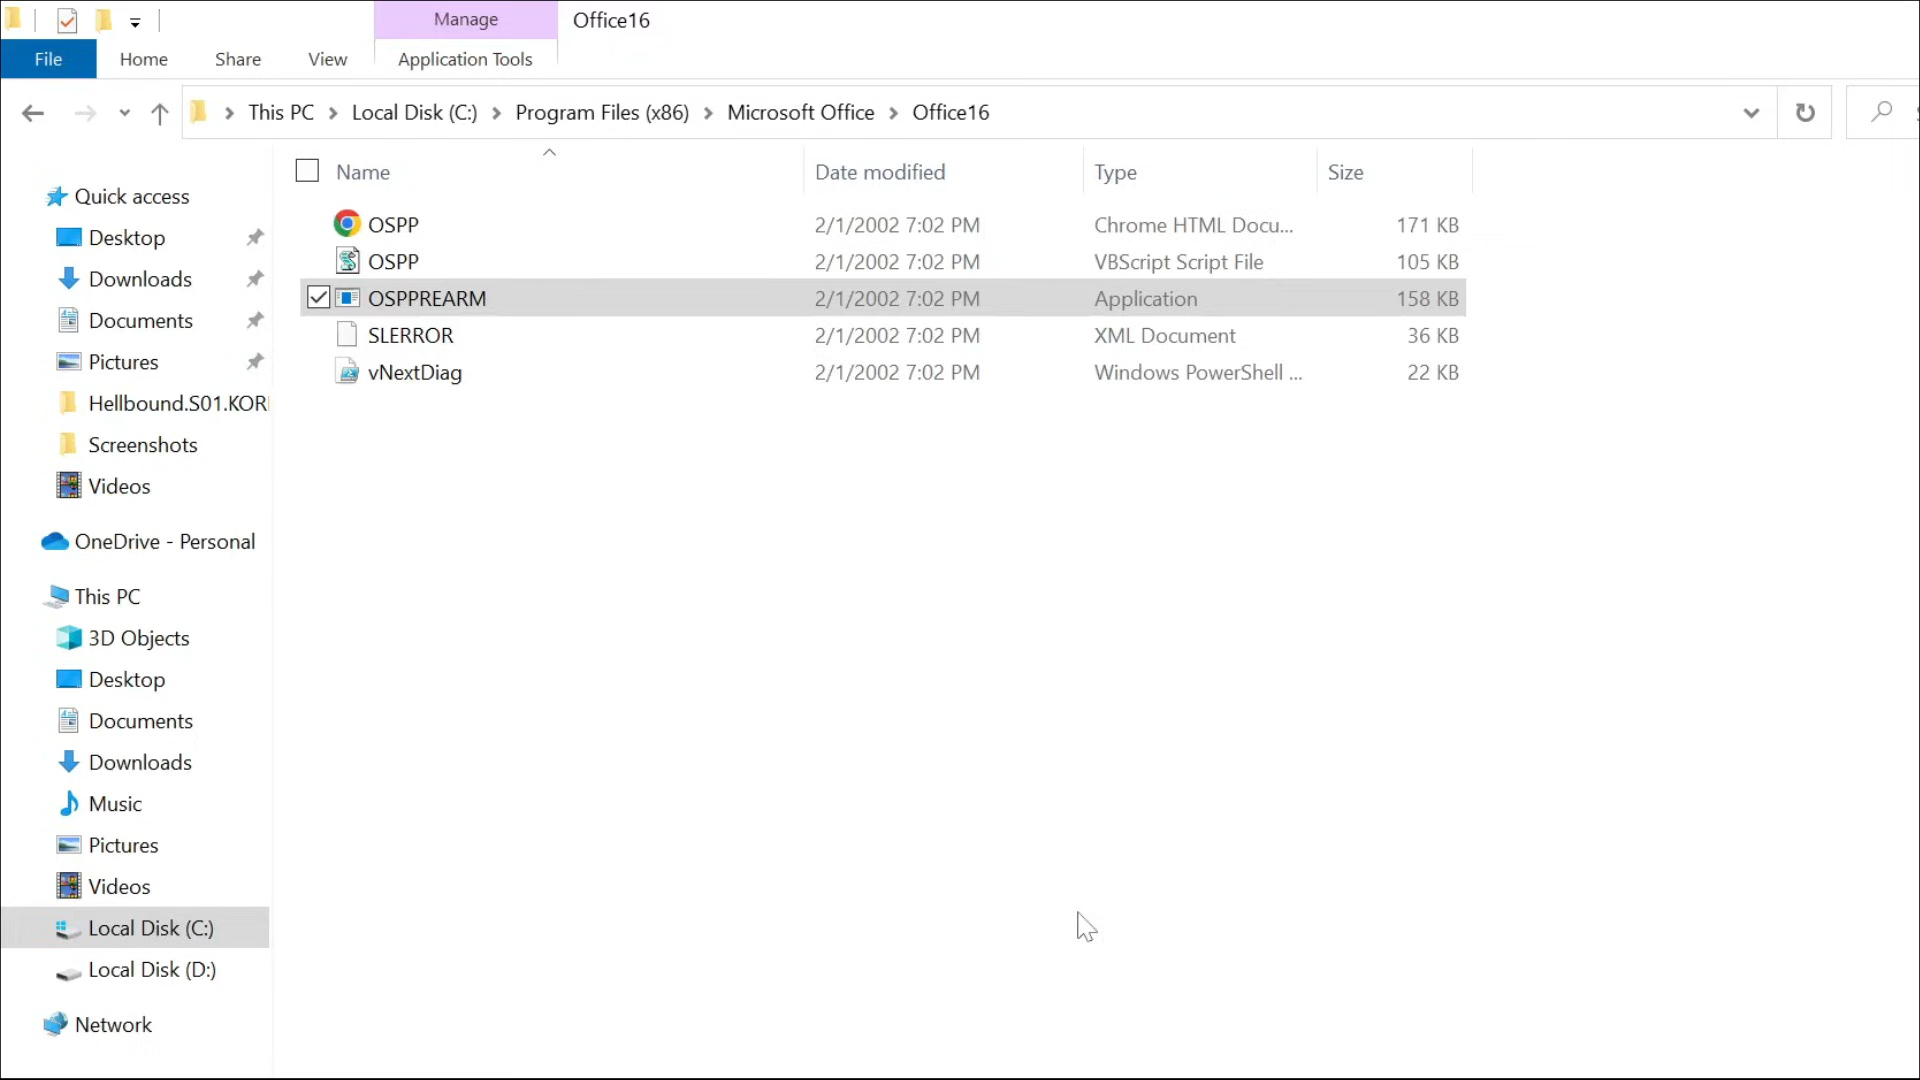 Manage
Office16
File
Home
Share
View
Application Tools
This PC
Local Disk (C:)
Program Files (x86)
Microsoft Office
Office16
Name
Date modified
Type
Size
OSPP
2/1/2002 7:02 PM
Chrome HTML Docu...
171 KB
OSPP
2/1/2002 7:02 PM
VBScript Script File
105 KB
OSPPREARM
2/1/2002 7:02 PM
Application
158 KB
SLERROR
2/1/2002 7:02 PM
XML Document
36 KB
vNextDiag
2/1/2002 7:02 PM
Windows PowerShell ...
22 KB
Quick access
Desktop
Downloads
Documents
Pictures
Hellbound.S01.KOR
Screenshots
Videos
OneDrive - Personal
This PC
3D Objects
Desktop
Documents
Downloads
Music
Pictures
Videos
Local Disk (C:)
Local Disk (D:)
Network